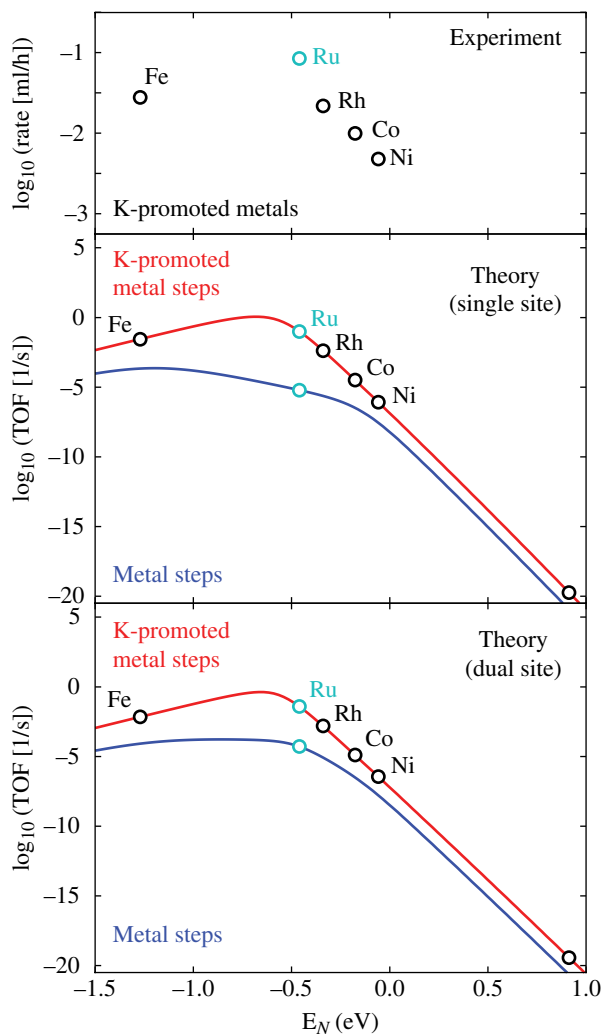 Experiment
Fe
Ru
Rh
Co
Ni
K-promoted metals
log₁₀ (rate [ml/h])
−1
−2
−3
K-promoted
metal steps
Theory
(single site)
Fe
Ru
Rh
Co
Ni
Metal steps
log₁₀ (TOF [1/s])
5
0
−5
−10
−15
−20
K-promoted
metal steps
Theory
(dual site)
Fe
Ru
Rh
Co
Ni
Metal steps
log₁₀ (TOF [1/s])
5
0
−5
−10
−15
−20
−1.5 −1.0 −0.5 0.0 0.5 1.0
E_N (eV)